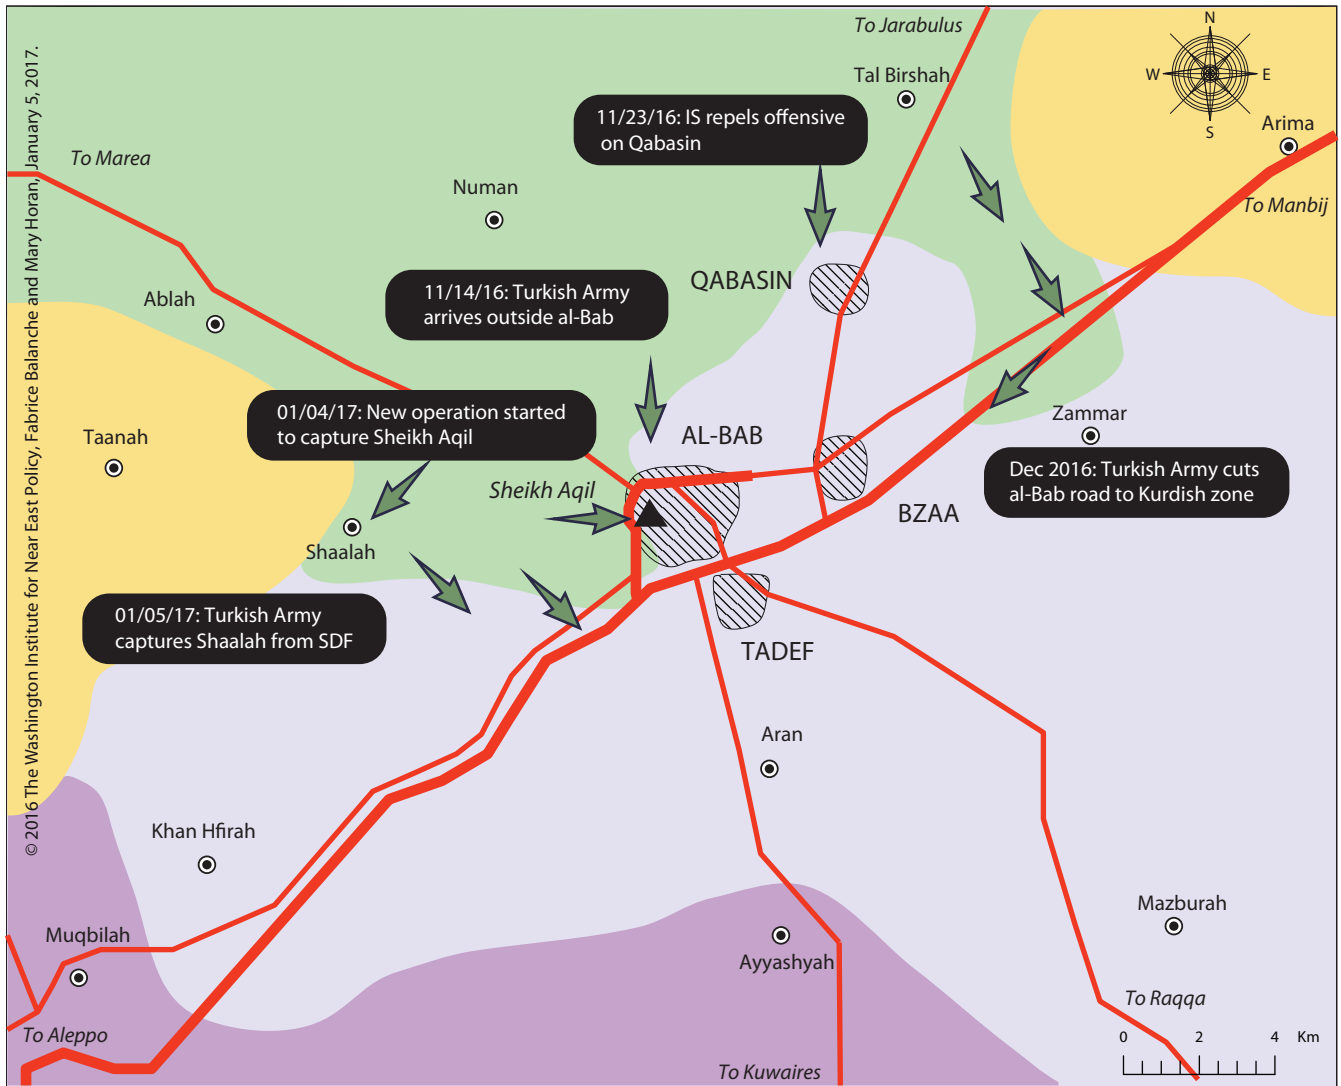 To Jarabulus
N
Tal Birshah
W
E
S
11/23/16: IS repels offensive
on Qabasin
Arima
To Marea
Numan
To Manbij
QABASIN
11/14/16: Turkish Army
arrives outside al-Bab
Ablah
01/04/17: New operation started
to capture Sheikh Aqil
Zammar
Taanah
AL-BAB
Dec 2016: Turkish Army cuts
al-Bab road to Kurdish zone
Sheikh Aqil
BZAA
Shaalah
01/05/17: Turkish Army
captures Shaalah from SDF
TADEF
Aran
Khan Hfirah
Mazburah
Muqbilah
Ayyashyah
To Raqqa
To Aleppo
0 2 4 Km
To Kuwaires
© 2016 The Washington Institute for Near East Policy, Fabrice Balanche and Mary Horan, January 5, 2017.